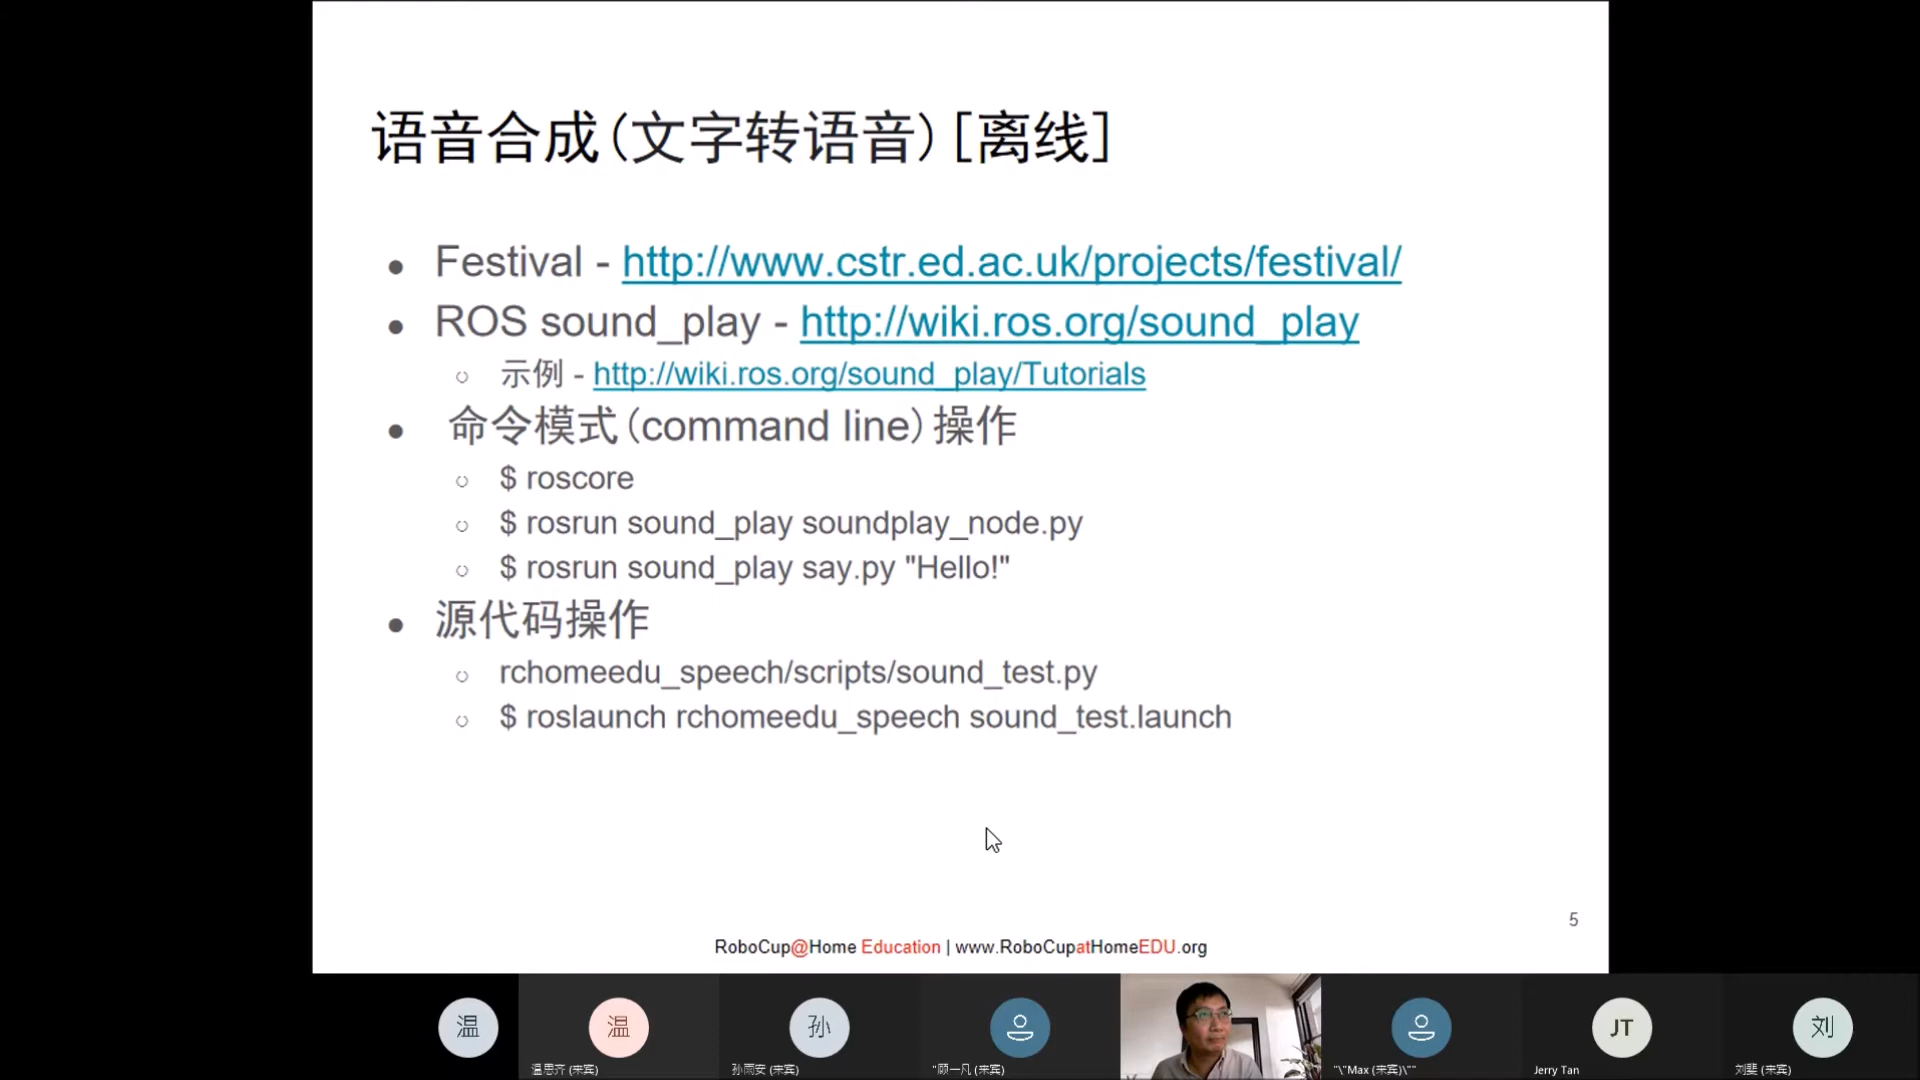 语音合成(文字转语音)[离线]
Festival - http://www.cstr.ed.ac.uk/projects/festival/
ROS sound_play - http://wiki.ros.org/sound_play
示例 - http://wiki.ros.org/sound_play/Tutorials
命令模式(command line)操作
$ roscore
$ rosrun sound_play soundplay_node.py
$ rosrun sound_play say.py "Hello!"
源代码操作
rchomeedu_speech/scripts/sound_test.py
$ roslaunch rchomeedu_speech sound_test.launch
5
RoboCup@Home Education | www.RoboCupatHomeEDU.org
温
温
孙
JT
刘
温思齐 (来宾)
孙雨安 (来宾)
"顾一凡 (来宾)
"\"Max (来宾)\""
Jerry Tan
刘斐 (来宾)